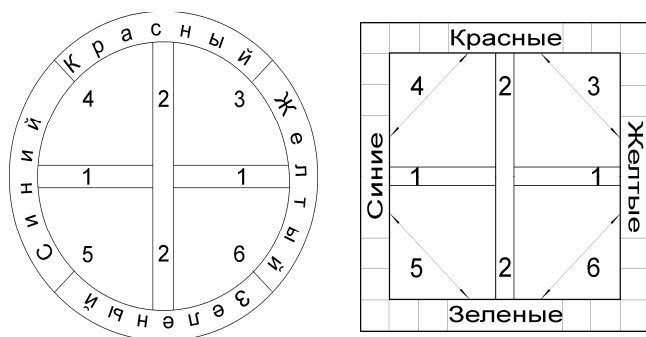 Красный
4 2 3
Синий
Желтый
1 1
5 2 6
Зеленый
Красные
4 2 3
Синие
Желтые
1 1
5 2 6
Зеленые